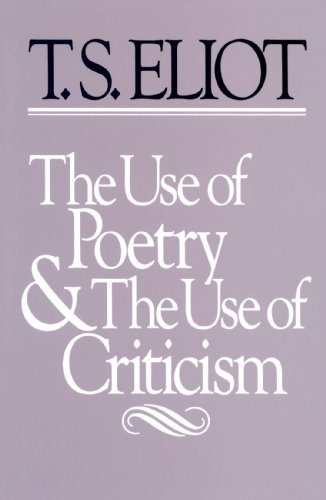 T.S. ELIOT
The Use of
Poetry
& The Use of
Criticism